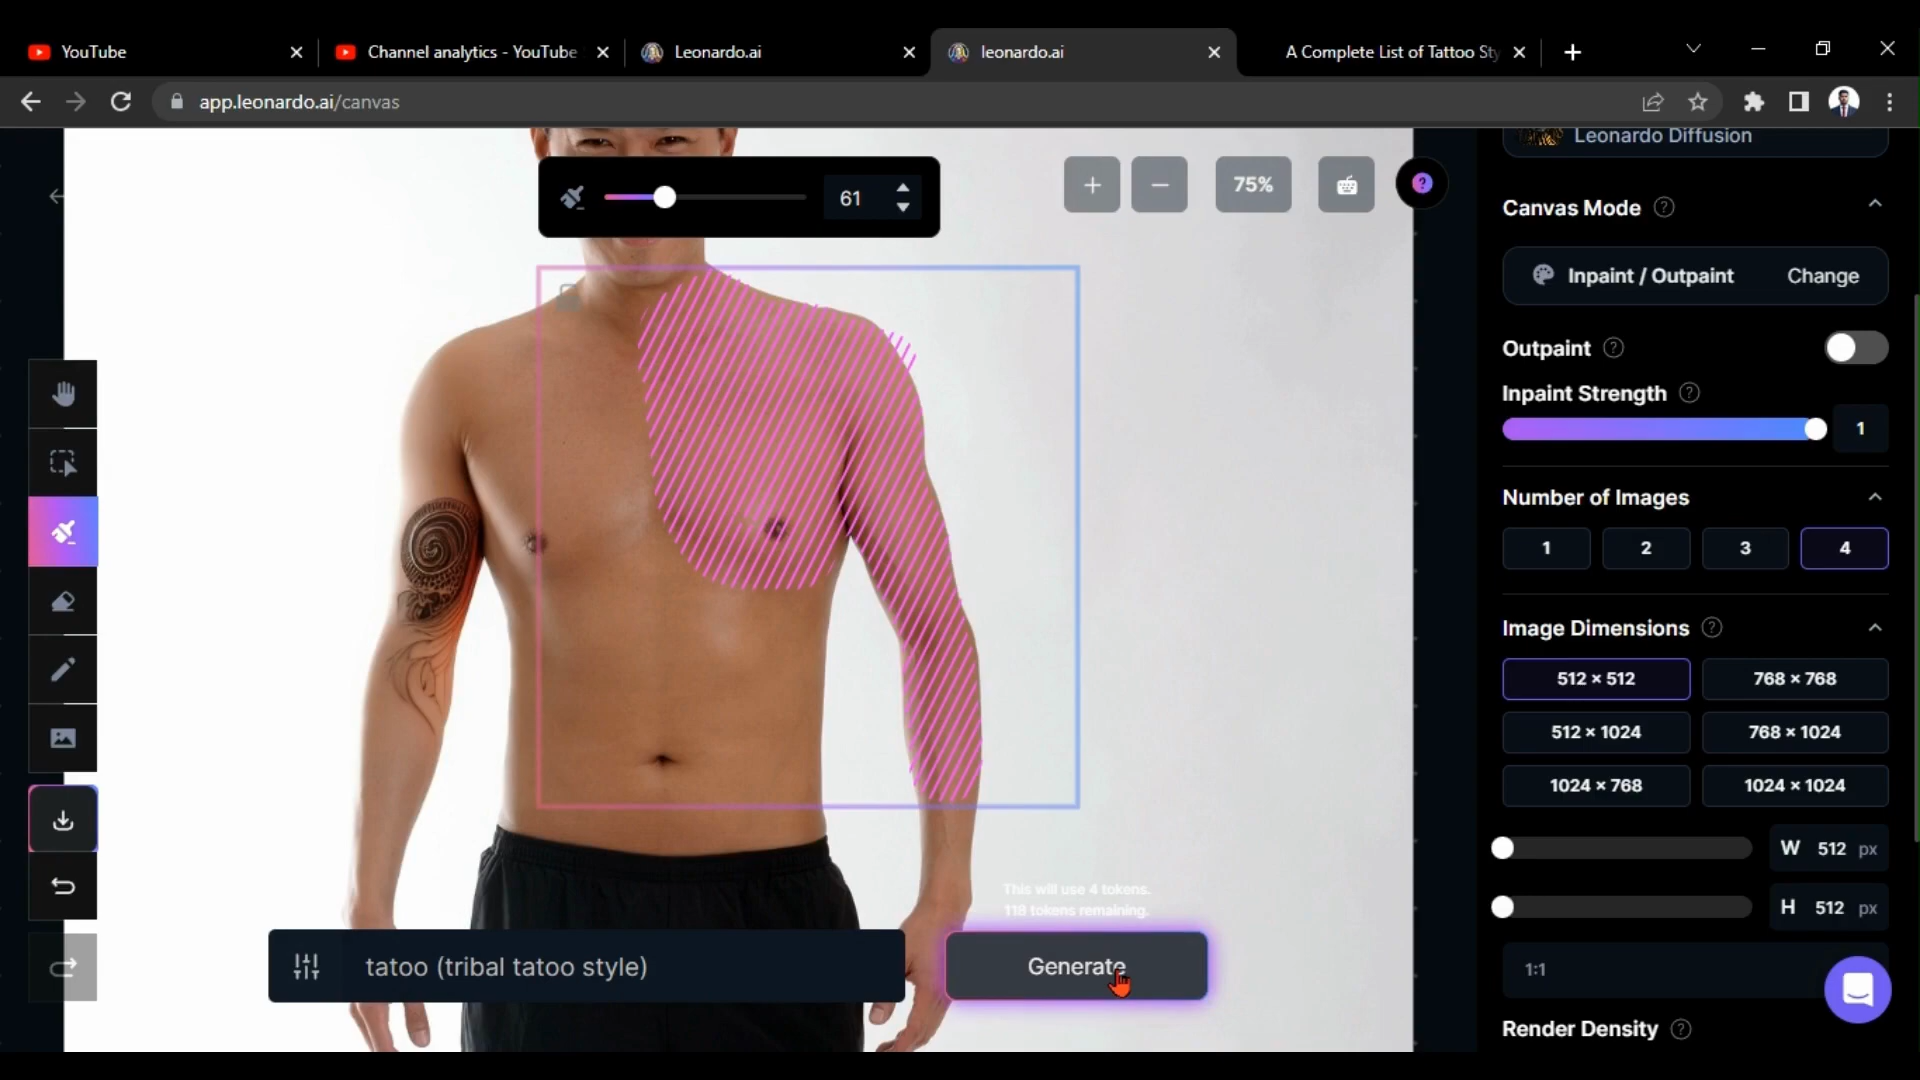 YouTube
Channel analytics - YouTube
Leonardo.ai
leonardo.ai
A Complete List of Tattoo Sty
app.leonardo.ai/canvas
Leonardo Diffusion
61
75%
Canvas Mode
Inpaint / Outpaint Change
Outpaint
Inpaint Strength
1
Number of Images
1 2 3 4
Image Dimensions
512 × 512 768 × 768
512 × 1024 768 × 1024
1024 × 768 1024 × 1024
W 512 px
H 512 px
1:1
Render Density
This will use 4 tokens.
118 tokens remaining.
tatoo (tribal tatoo style)
Generate